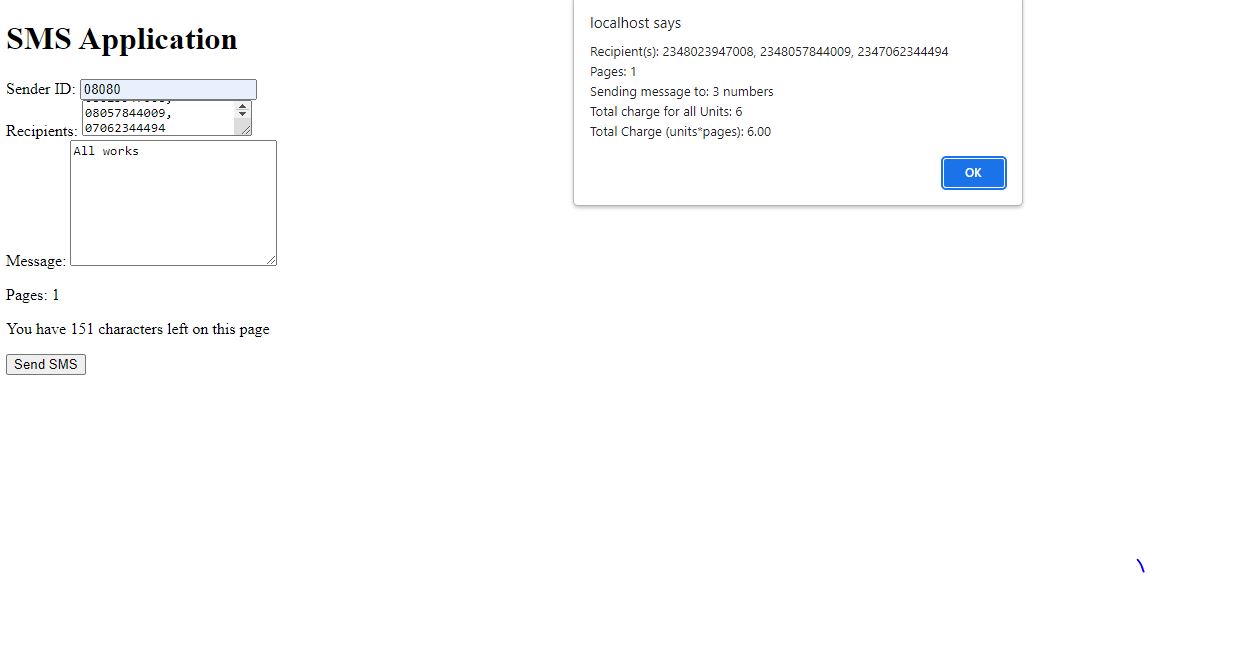 SMS Application
Sender ID: 08080
08057844009,
Recipients: 07062344494
All works
Message:
Pages: 1
You have 151 characters left on this page
Send SMS
localhost says
Recipient(s): 2348023947008, 2348057844009, 2347062344494
Pages: 1
Sending message to: 3 numbers
Total charge for all Units: 6
Total Charge (units*pages): 6.00
OK